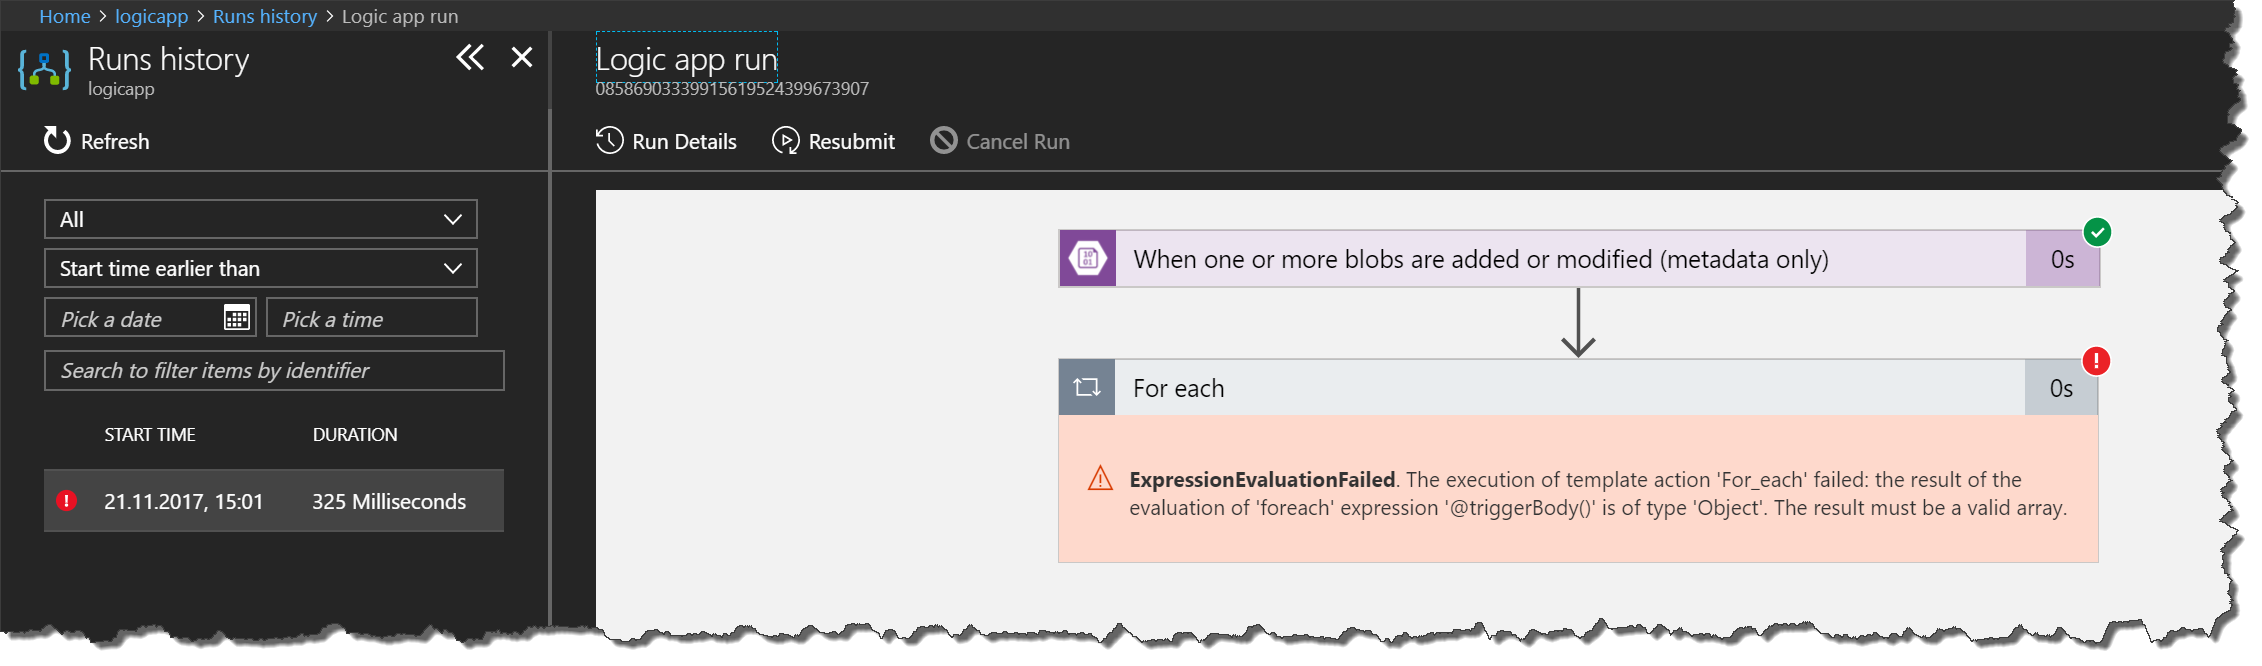 Home > logicapp > Runs history > Logic app run
Runs history
logicapp
Refresh
All
Start time earlier than
Pick a date
Pick a time
Search to filter items by identifier
START TIME DURATION
21.11.2017, 15:01 325 Milliseconds
Logic app run
08586903339915619524399673907
Run Details
Resubmit
Cancel Run
When one or more blobs are added or modified (metadata only) 0s
For each 0s
ExpressionEvaluationFailed. The execution of template action 'For_each' failed: the result of the
evaluation of 'foreach' expression '@triggerBody()' is of type 'Object'. The result must be a valid array.